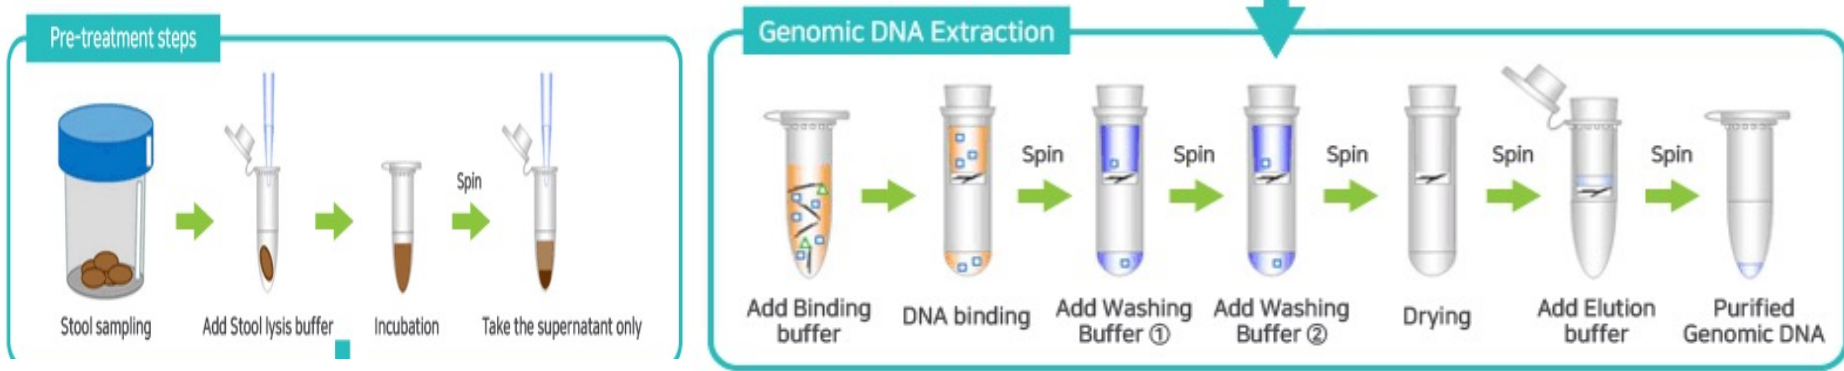 Pre-treatment steps
Spin
Stool sampling
Add Stool lysis buffer
Incubation
Take the supernatant only
Genomic DNA Extraction
Spin
Spin
Spin
Spin
Spin
Add Binding
buffer
DNA binding
Add Washing
Buffer ①
Add Washing
Buffer ②
Drying
Add Elution
buffer
Purified
Genomic DNA